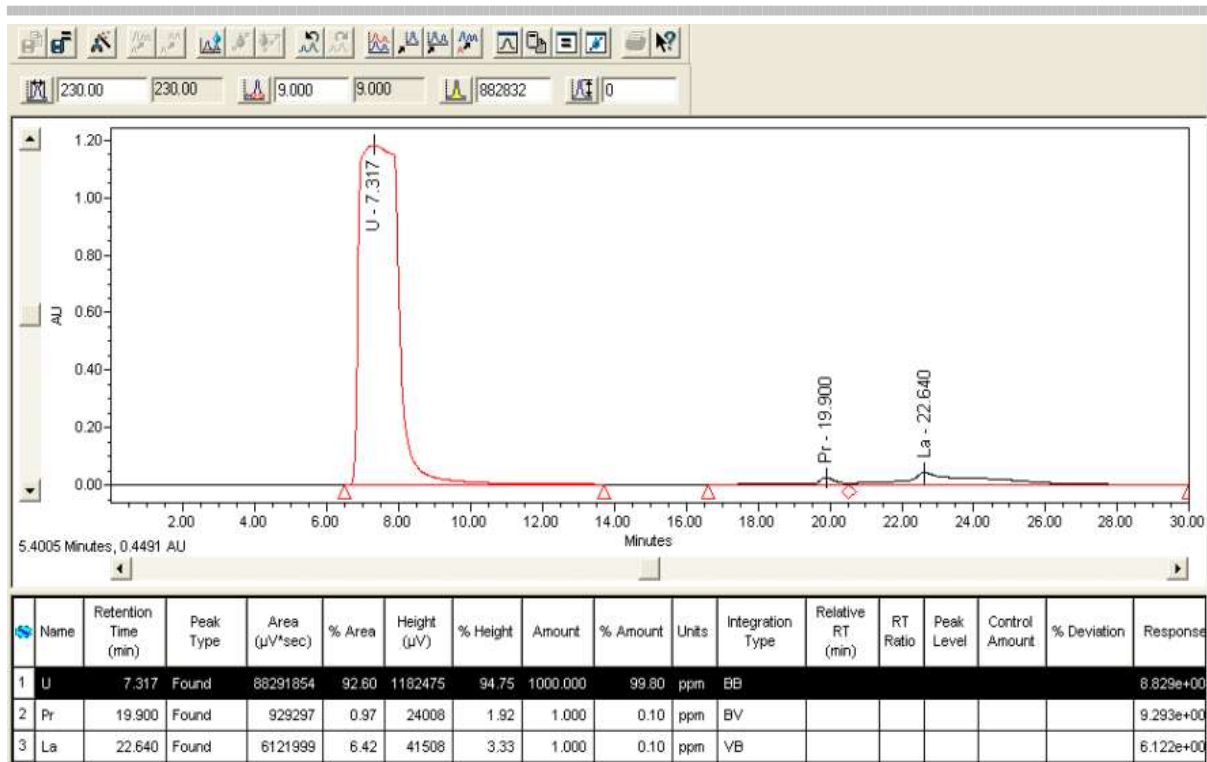 230.00 230.00 9.000 9.000 882832 0
1.20
1.00
0.80
0.60
0.40
0.20
0.00
AU
U - 7.317
Pr - 19.900
La - 22.640
2.00 4.00 6.00 8.00 10.00 12.00 14.00 16.00 18.00 20.00 22.00 24.00 26.00 28.00 30.00
Minutes
5.4005 Minutes, 0.4491 AU
Name Retention Time (min) Peak Type Area (µV*sec) % Area Height (µV) % Height Amount % Amount Units Integration Type Relative RT (min) RT Ratio Peak Level Control Amount % Deviation Response
1 U 7.317 Found 88291854 92.60 1182475 94.75 1000.000 99.80 ppm BB 8.829e+00
2 Pr 19.900 Found 929297 0.97 24008 1.92 1.000 0.10 ppm BV 9.293e+00
3 La 22.640 Found 6121999 6.42 41508 3.33 1.000 0.10 ppm VB 6.122e+00